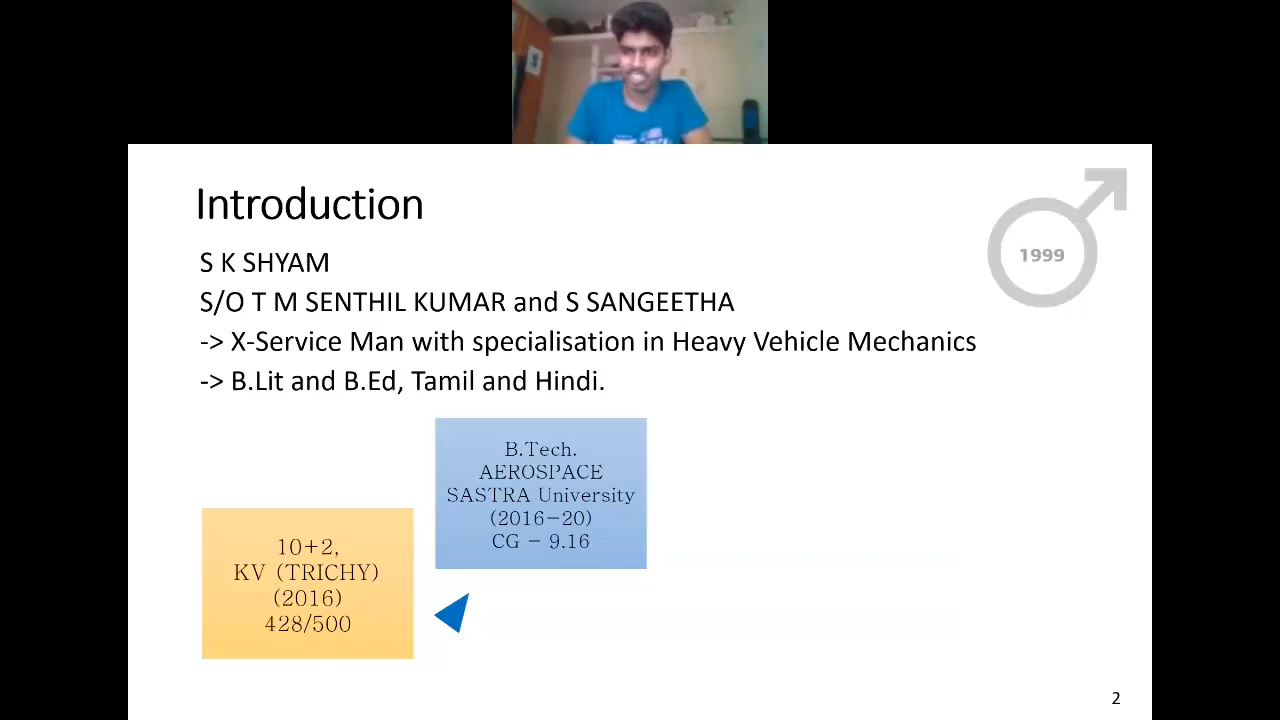 Introduction
1999
S K SHYAM
S/O T M SENTHIL KUMAR and S SANGEETHA
-> X-Service Man with specialisation in Heavy Vehicle Mechanics
-> B.Lit and B.Ed, Tamil and Hindi.
B.Tech.
AEROSPACE
SASTRA University
(2016-20)
CG - 9.16
10+2,
KV (TRICHY)
(2016)
428/500
2